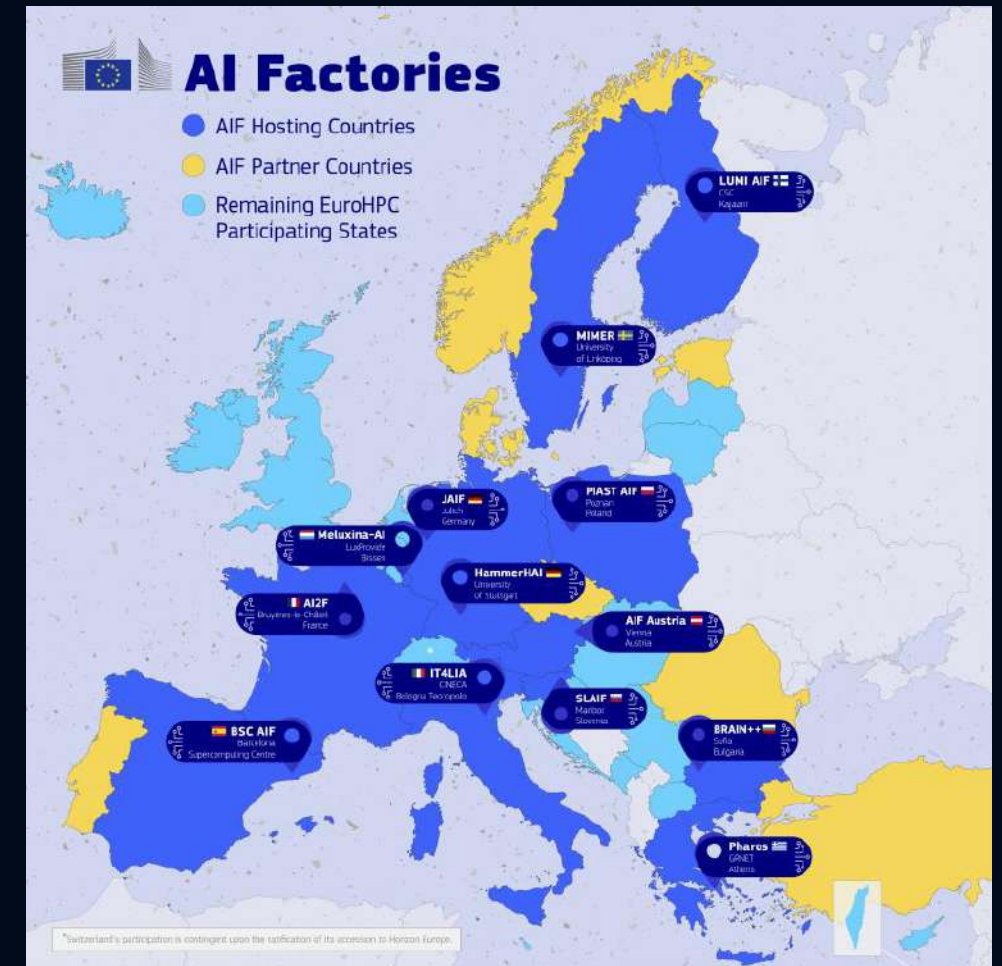 AI Factories
AIF Hosting Countries
AIF Partner Countries
Remaining EuroHPC
Participating States
LUMI AIF
CSC
Kajaani
MIMER
University
of Linköping
JAIF
Jülich
Germany
PIAST AIF
Poznan
Poland
Meluxina-AI
LuxProvide
Bissen
HammerHAI
University
of Stuttgart
AI2F
Bruyères-le-Châtel
France
AIF Austria
Vienna
Austria
IT4LIA
CINECA
Bologna Tecnopolo
SLAIF
Maribor
Slovenia
BSC AIF
Barcelona
Supercomputing Centre
BRAIN++
Sofia
Bulgaria
Pharos
GRNET
Athens
*Switzerland's participation is contingent upon the ratification of its accession to Horizon Europe.